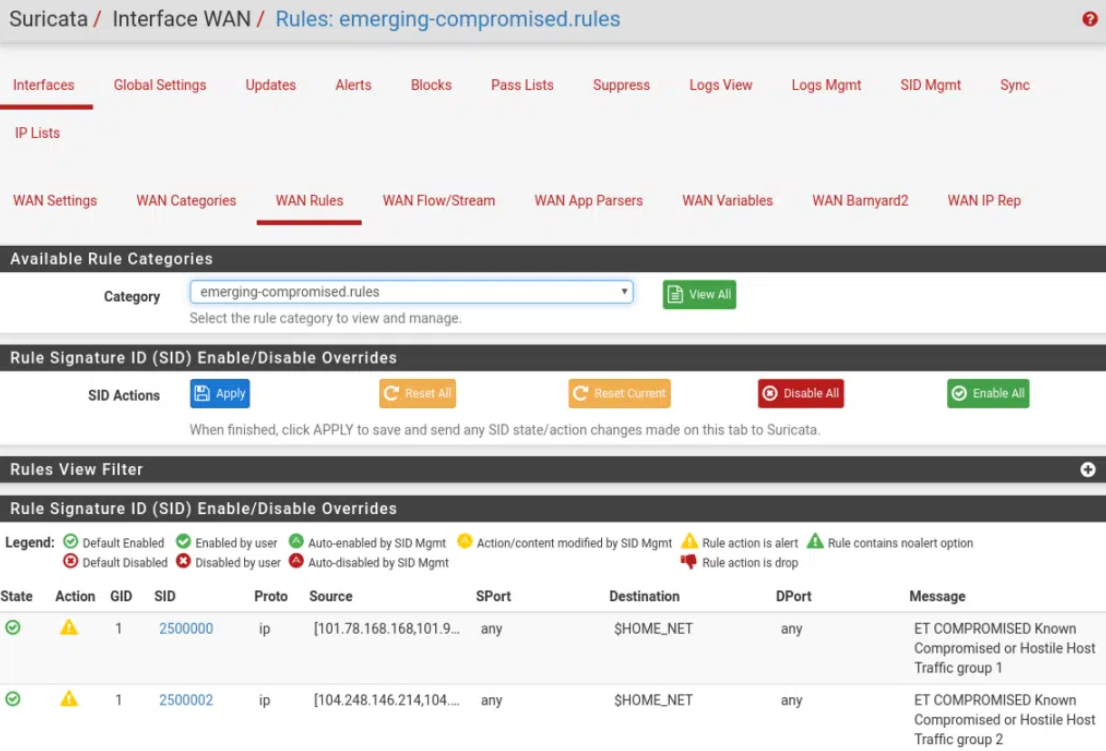 Suricata / Interface WAN / Rules: emerging-compromised.rules
Interfaces Global Settings Updates Alerts Blocks Pass Lists Suppress Logs View Logs Mgmt SID Mgmt Sync
IP Lists
WAN Settings WAN Categories WAN Rules WAN Flow/Stream WAN App Parsers WAN Variables WAN Barnyard2 WAN IP Rep
Available Rule Categories
Category emerging-compromised.rules View All
Select the rule category to view and manage.
Rule Signature ID (SID) Enable/Disable Overrides
SID Actions Apply Reset All Reset Current Disable All Enable All
When finished, click APPLY to save and send any SID state/action changes made on this tab to Suricata.
Rules View Filter
Rule Signature ID (SID) Enable/Disable Overrides
Legend: Default Enabled Enabled by user Auto-enabled by SID Mgmt Action/content modified by SID Mgmt Rule action is alert Rule contains noalert option
Default Disabled Disabled by user Auto-disabled by SID Mgmt Rule action is drop
State Action GID SID Proto Source SPort Destination DPort Message
1 2500000 ip [101.78.168.168,101.9... any $HOME_NET any ET COMPROMISED Known
Compromised or Hostile Host
Traffic group 1
1 2500002 ip [104.248.146.214,104.... any $HOME_NET any ET COMPROMISED Known
Compromised or Hostile Host
Traffic group 2